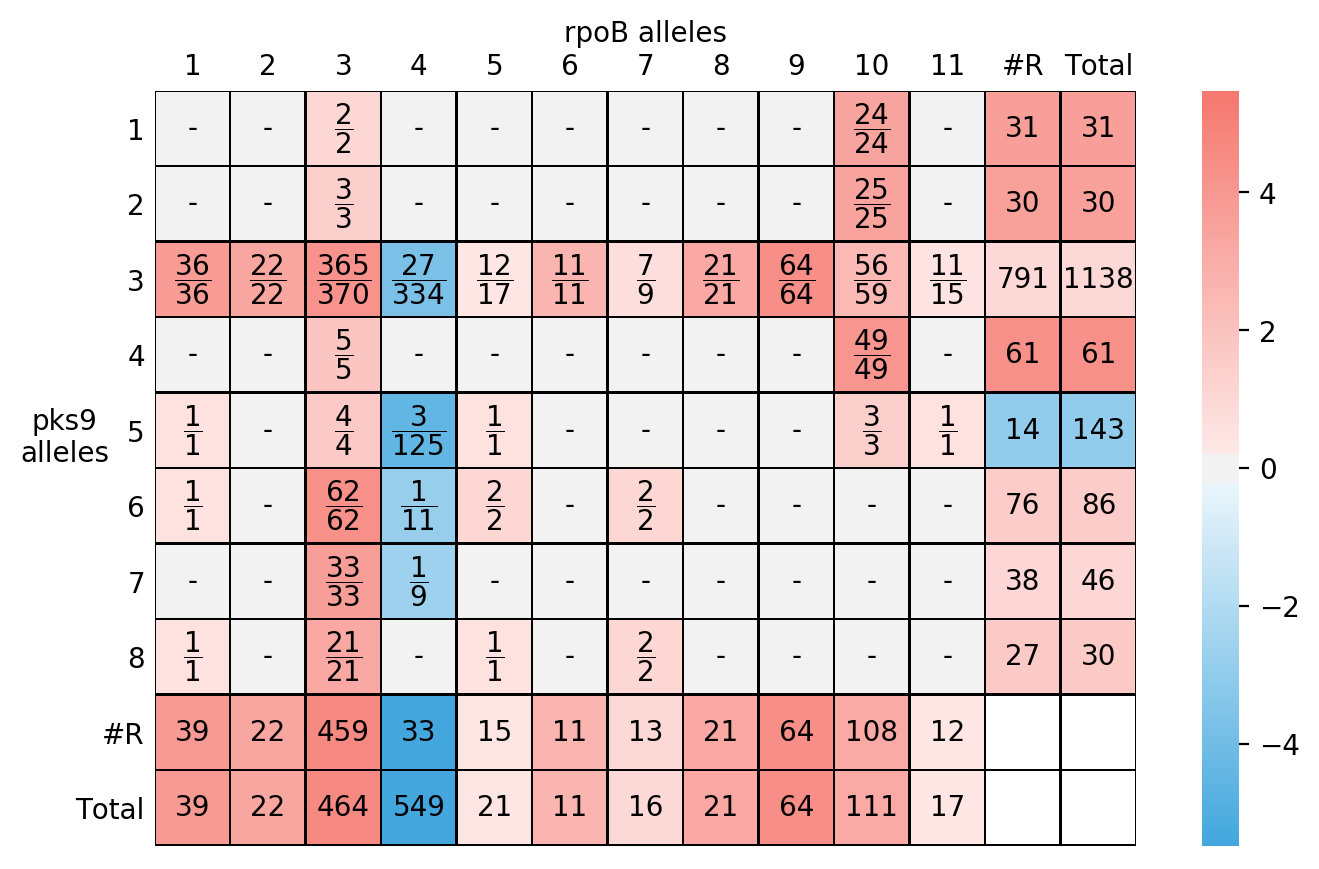 rpoB alleles
1 2 3 4 5 6 7 8 9 10 11 #R Total
1 - - 2/2 - - - - - - 24/24 - 31 31
2 - - 3/3 - - - - - - 25/25 - 30 30
3 36/36 22/22 365/370 27/334 12/17 11/11 7/9 21/21 64/64 56/59 11/15 791 1138
4 - - 5/5 - - - - - - 49/49 - 61 61
pks9
alleles
5 1/1 - 4/4 3/125 1/1 - - - - 3/3 1/1 14 143
6 1/1 - 62/62 1/11 2/2 - 2/2 - - - - 76 86
7 - - 33/33 1/9 - - - - - - - 38 46
8 1/1 - 21/21 - 1/1 - 2/2 - - - - 27 30
#R 39 22 459 33 15 11 13 21 64 108 12
Total 39 22 464 549 21 11 16 21 64 111 17
4
2
0
−2
−4